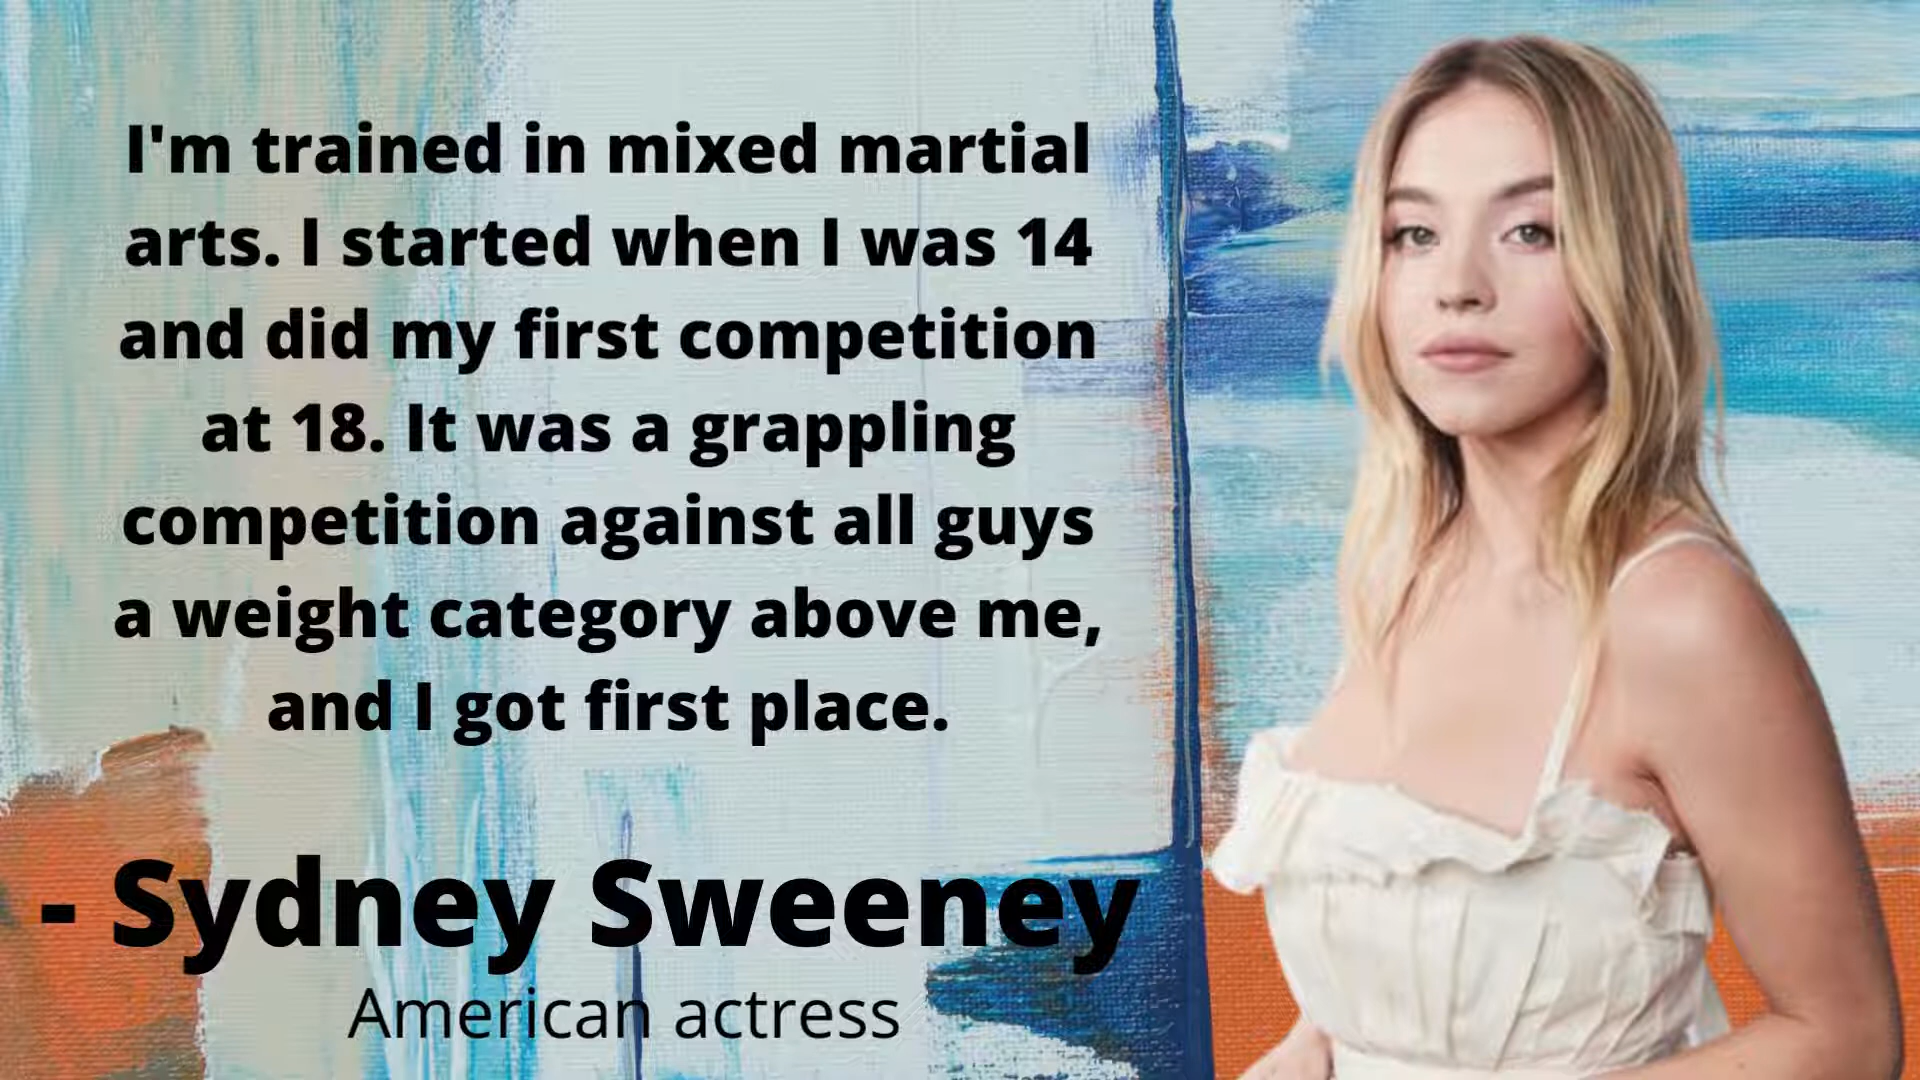 I'm trained in mixed martial
arts. I started when I was 14
and did my first competition
at 18. It was a grappling
competition against all guys
a weight category above me,
and I got first place.
- Sydney Sweeney
American actress